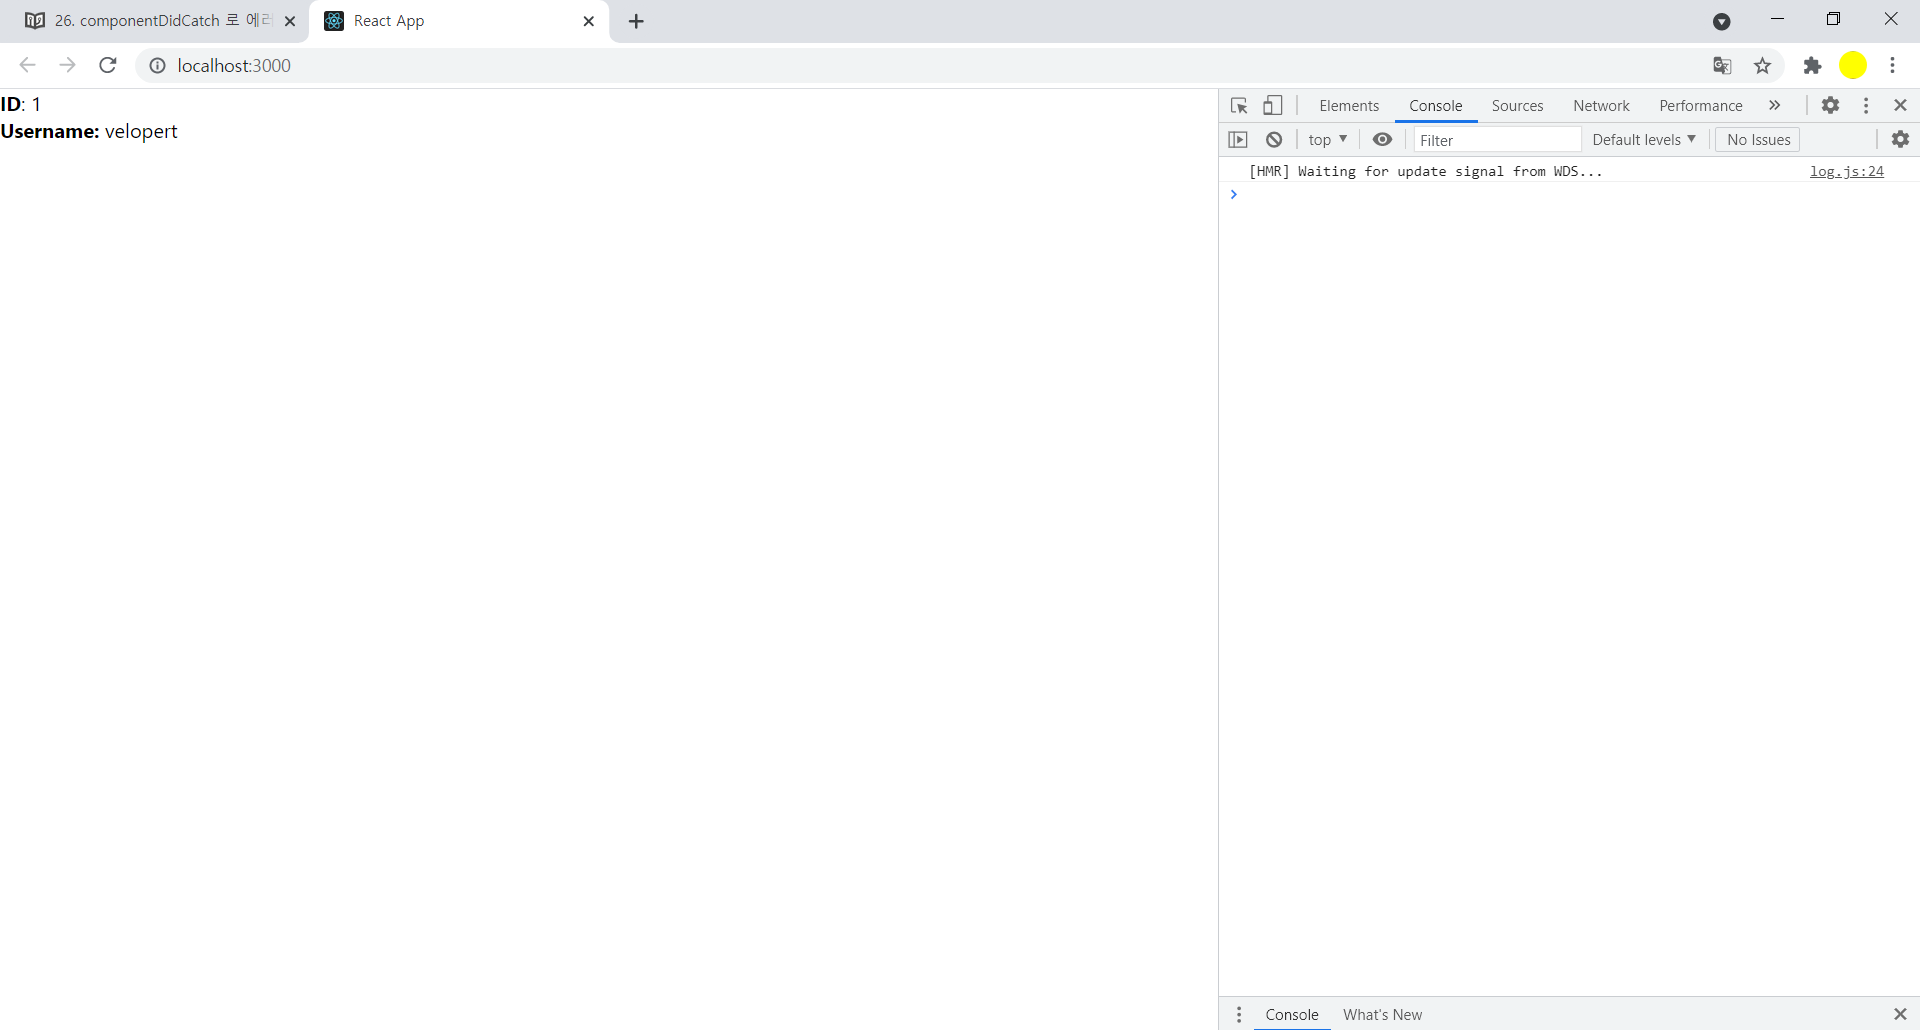 26. componentDidCatch 로 에러
React App
localhost:3000
ID: 1
Username: velopert
Elements Console Sources Network Performance
top Filter Default levels No Issues
[HMR] Waiting for update signal from WDS... log.js:24
Console What's New